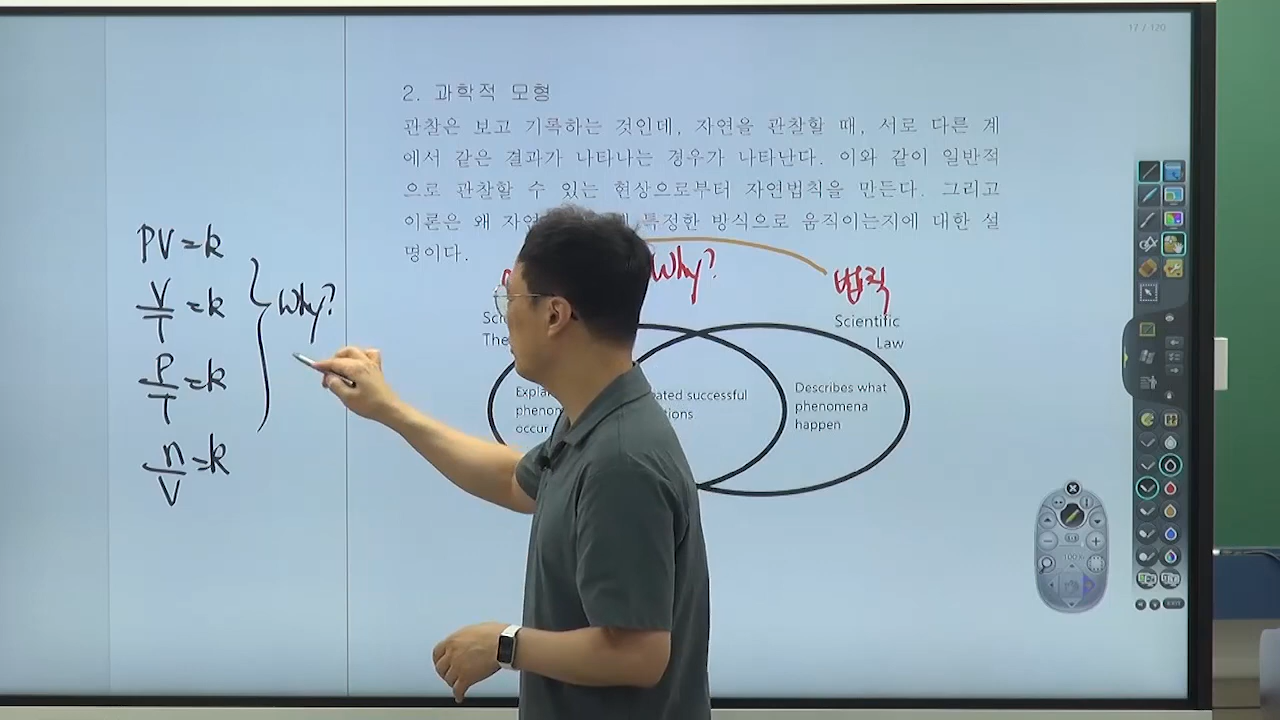 17 / 120
2. 과학적 모형
관찰은 보고 기록하는 것인데, 자연을 관찰할 때, 서로 다른 계
에서 같은 결과가 나타나는 경우가 나타난다. 이와 같이 일반적
으로 관찰할 수 있는 현상으로부터 자연법칙을 만든다. 그리고
이론은 왜 특정한 방식으로 움직이는지에 대한 설
명이다.
Why?
법칙
Scientific
Law
Describes what
phenomena
happen
successful
PV=k
V/T=k
P/T=k
n/V=k
Why?
100%
EXIT